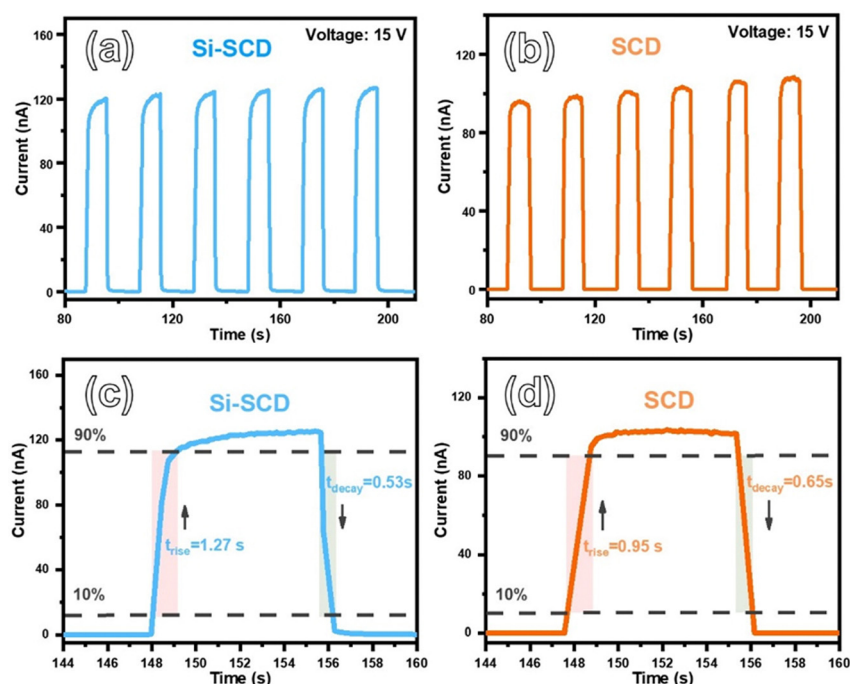 (a)
Si-SCD
Voltage: 15 V
Current (nA)
160
120
80
40
0
80 120 160 200
Time (s)
(b)
SCD
Voltage: 15 V
Current (nA)
120
80
40
0
80 120 160 200
Time (s)
(c)
Si-SCD
Current (nA)
160
120
80
40
0
90%
tdecay=0.53s
trise=1.27 s
10%
144 146 148 150 152 154 156 158 160
Time (s)
(d)
SCD
Current (nA)
120
80
40
0
90%
tdecay=0.65s
trise=0.95 s
10%
144 146 148 150 152 154 156 158 160
Time (s)